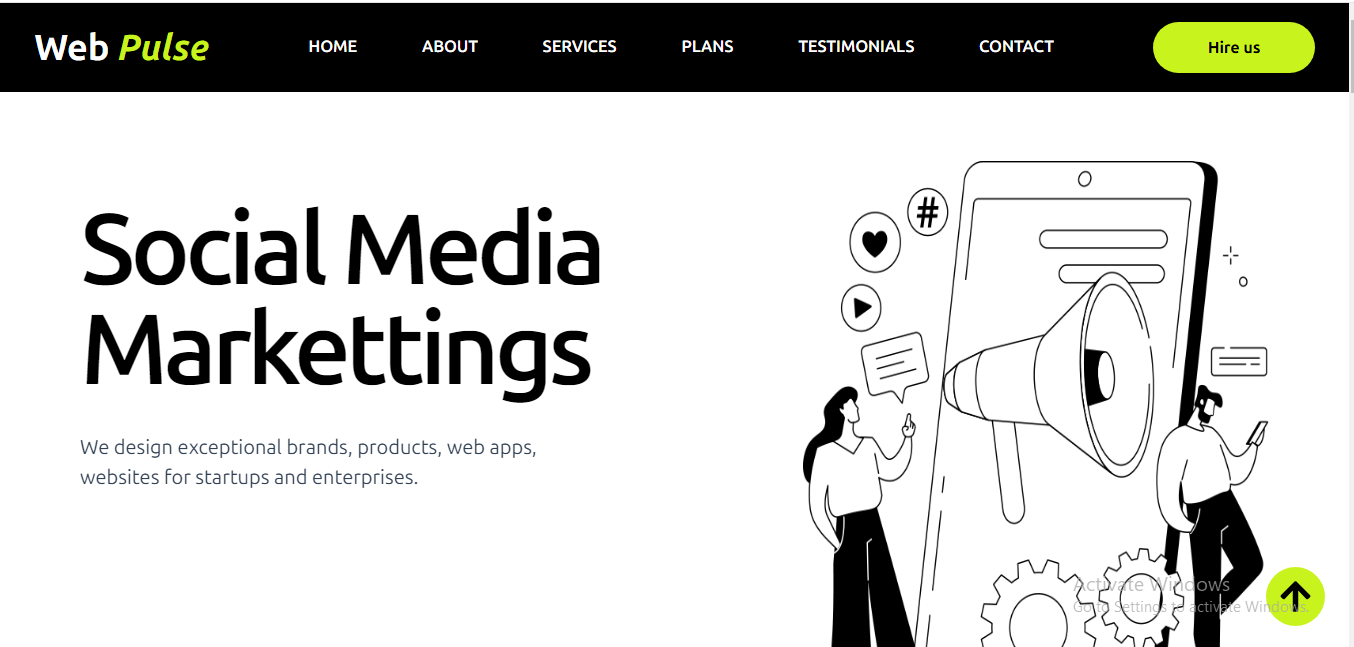 Web Pulse
HOME
ABOUT
SERVICES
PLANS
TESTIMONIALS
CONTACT
Hire us
Social Media
Markettings
#
We design exceptional brands, products, web apps,
websites for startups and enterprises.
Activate Windows
Go to Settings to activate Windows.